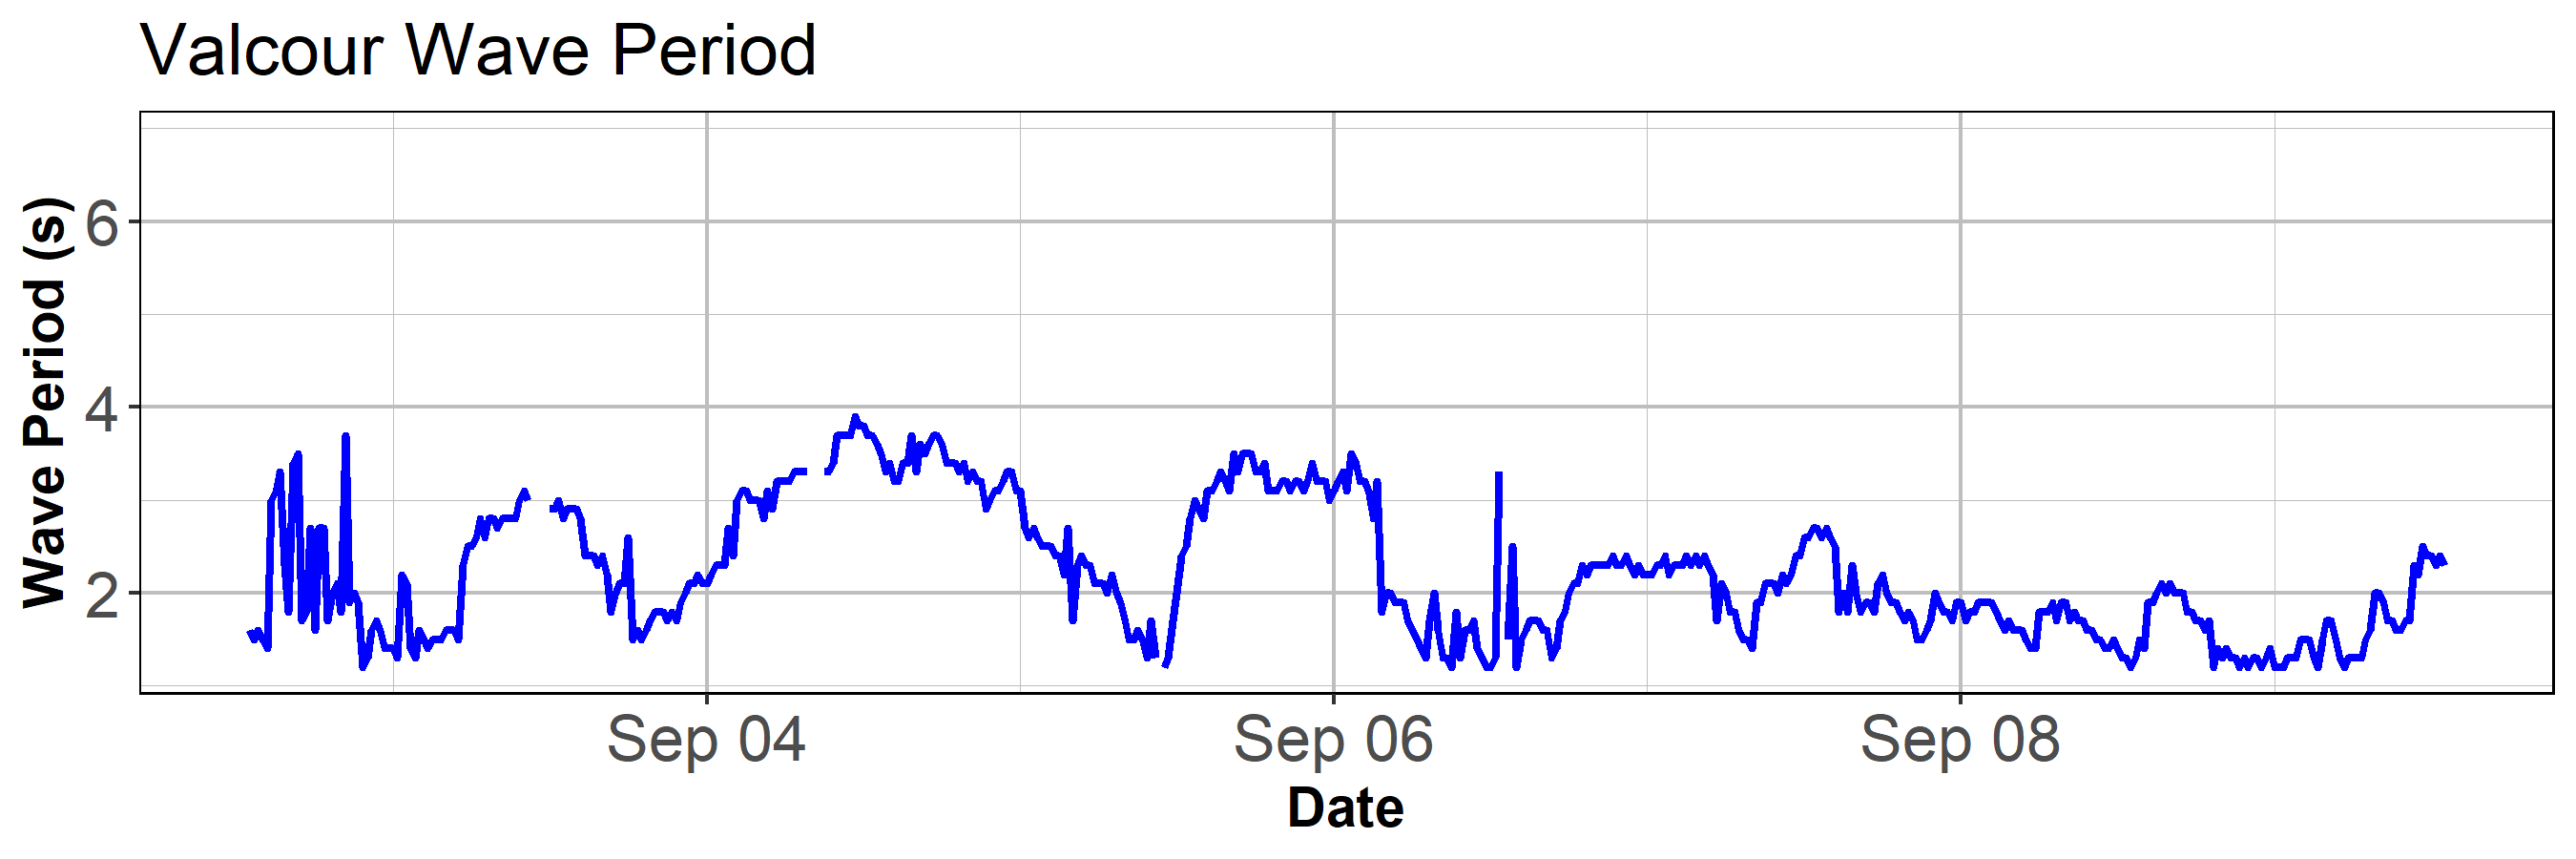 Valcour Wave Period
Wave Period (s)
6
4
2
Sep 04
Sep 06
Sep 08
Date